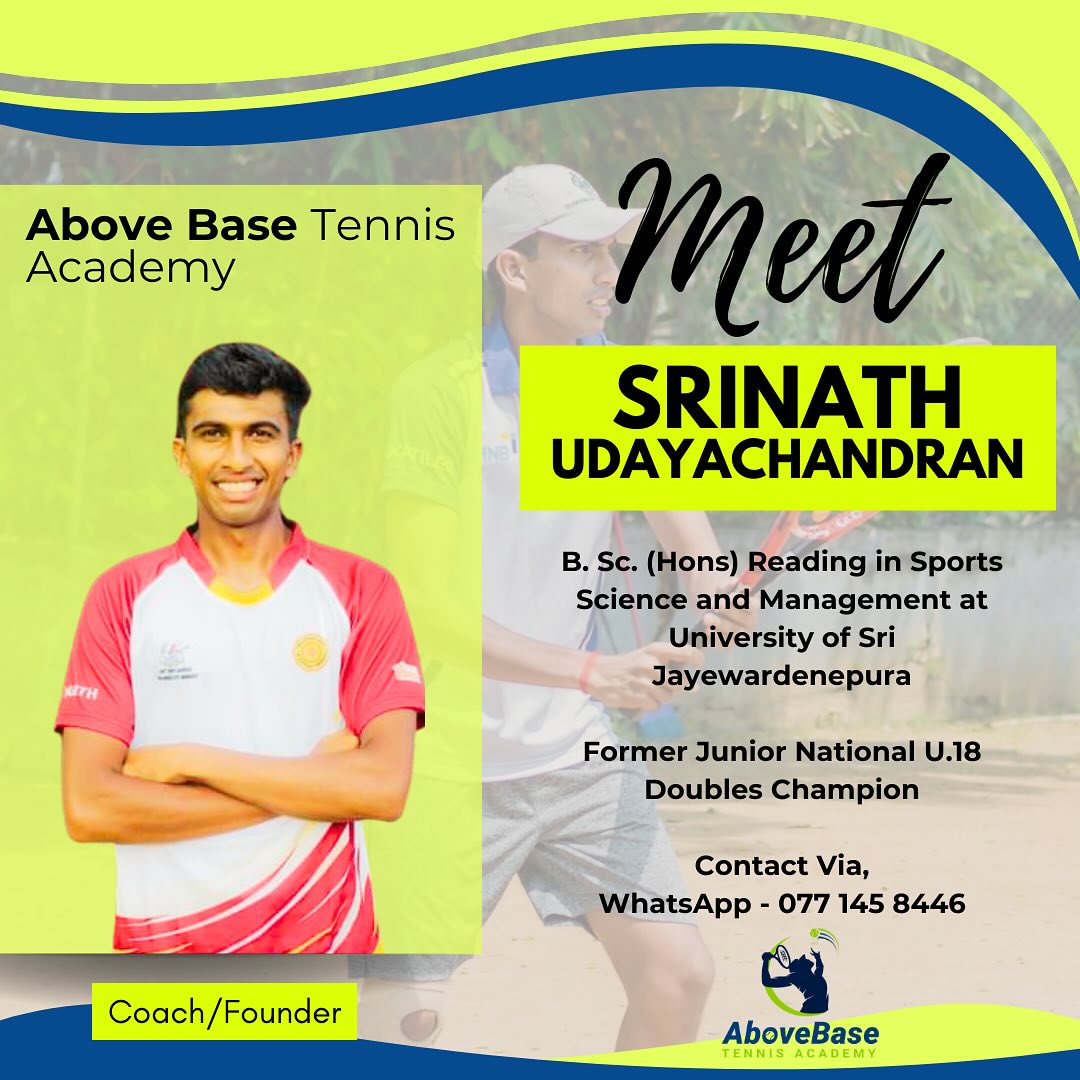 Above Base Tennis
Academy
Meet
SRINATH
UDAYACHANDRAN
B. Sc. (Hons) Reading in Sports
Science and Management at
University of Sri
Jayewardenepura
Former Junior National U.18
Doubles Champion
Contact Via,
WhatsApp - 077 145 8446
Coach/Founder
AboveBase
TENNIS ACADEMY